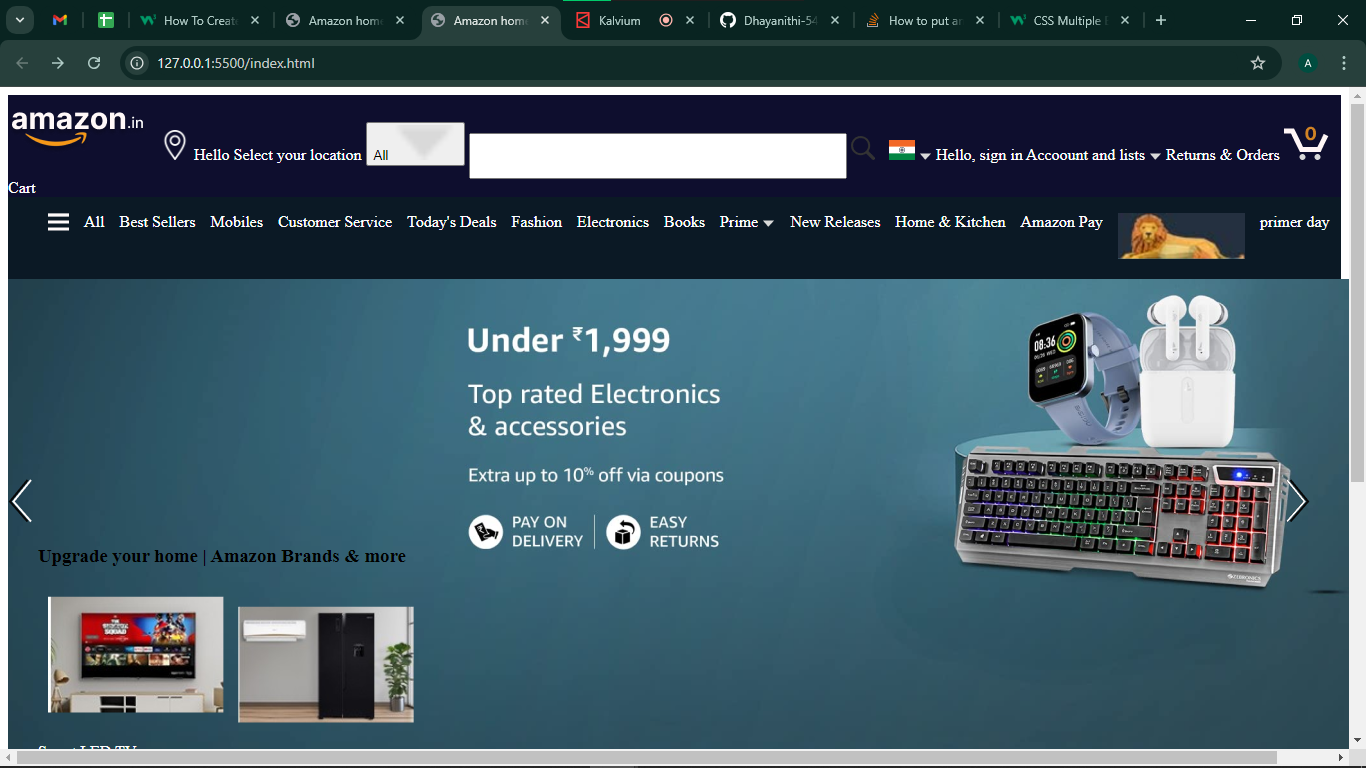 How To Create
Amazon home
Amazon home
Kalvium
Dhayanithi-54
How to put an
CSS Multiple B
127.0.0.1:5500/index.html
A
amazon.in
Hello Select your location
All
Hello, sign in Accoount and lists
Returns & Orders
0
Cart
All
Best Sellers
Mobiles
Customer Service
Today's Deals
Fashion
Electronics
Books
Prime
New Releases
Home & Kitchen
Amazon Pay
primer day
Under ₹1,999
Top rated Electronics
& accessories
Extra up to 10% off via coupons
PAY ON
DELIVERY
EASY
RETURNS
08:36
Upgrade your home | Amazon Brands & more